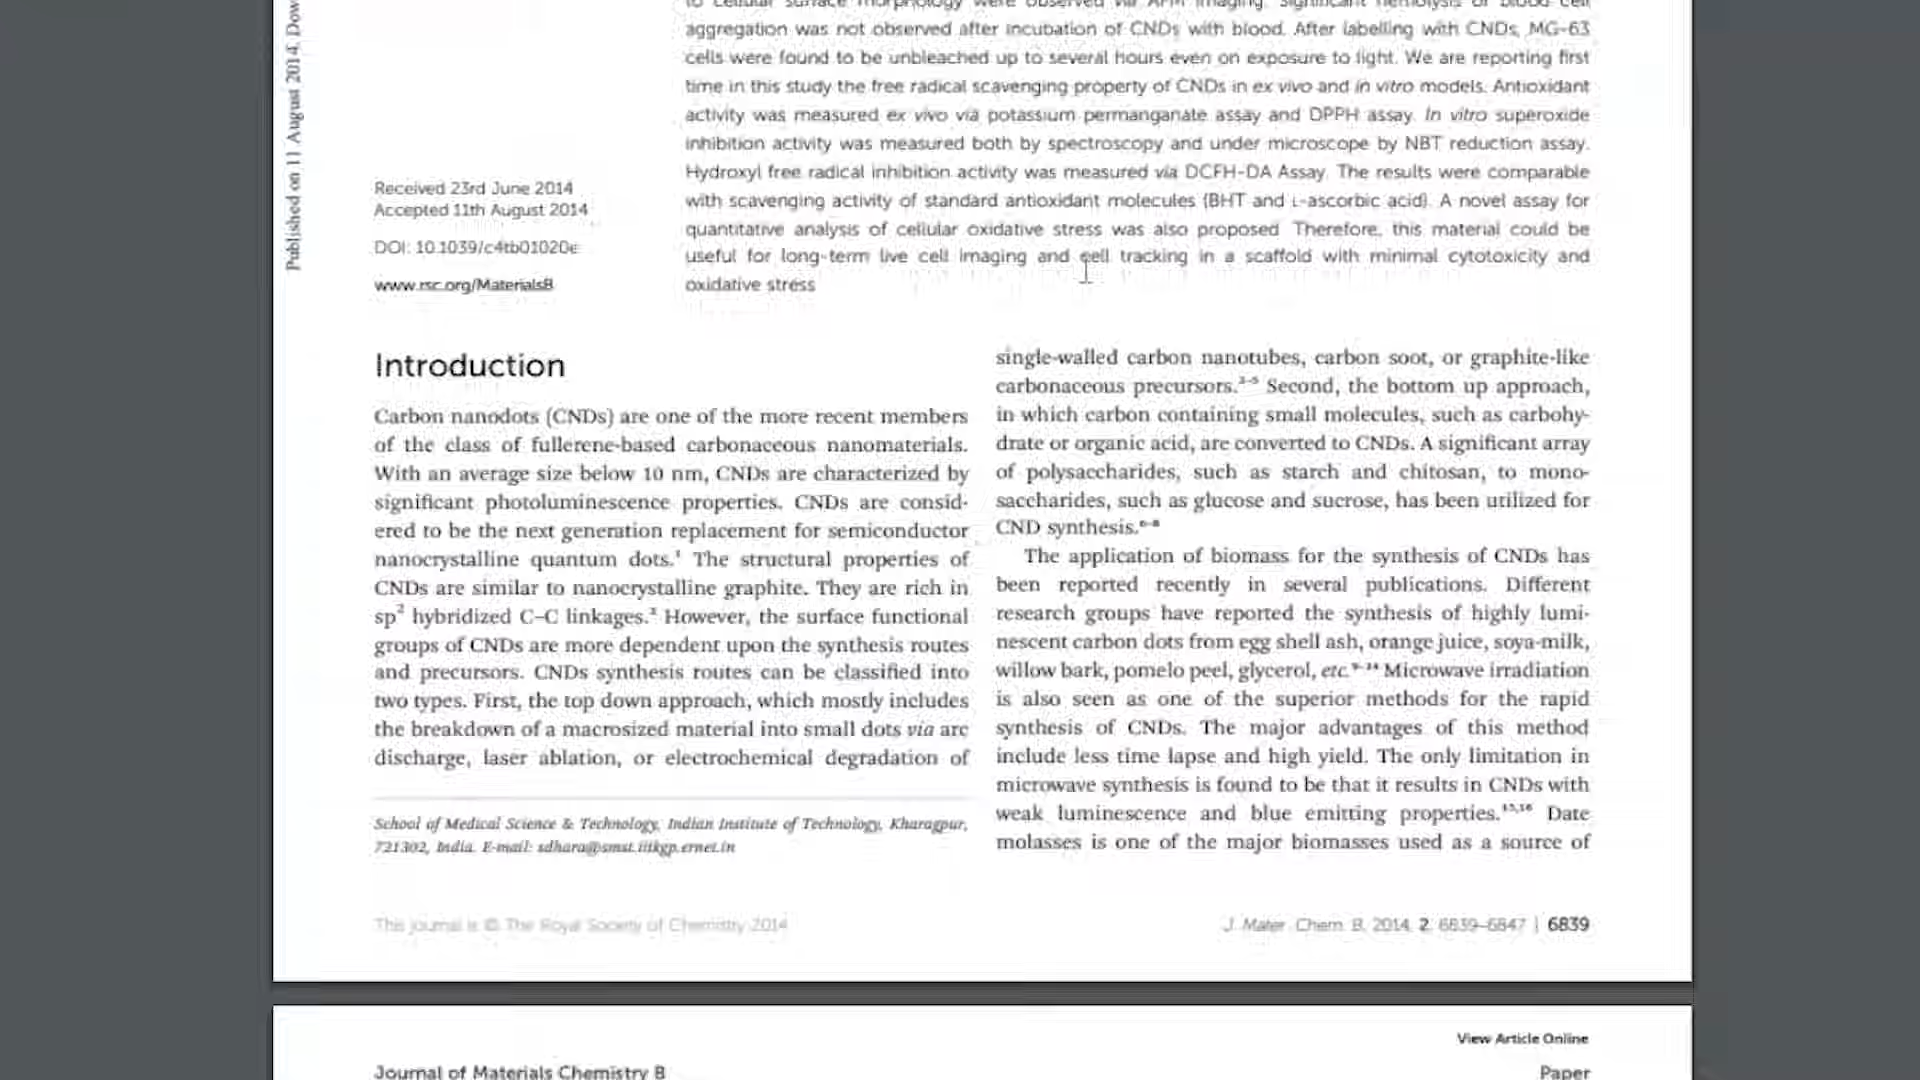 Published on 11 August 2014. Dow
to cellular surface morphology were observed via AFM imaging. Significant hemolysis or blood cell
aggregation was not observed after incubation of CNDs with blood. After labelling with CNDs, MG-63
cells were found to be unbleached up to several hours even on exposure to light. We are reporting first
time in this study the free radical scavenging property of CNDs in ex vivo and in vitro models. Antioxidant
activity was measured ex vivo via potassium permanganate assay and DPPH assay. In vitro superoxide
inhibition activity was measured both by spectroscopy and under microscope by NBT reduction assay.
Hydroxyl free radical inhibition activity was measured via DCFH-DA Assay. The results were comparable
with scavenging activity of standard antioxidant molecules (BHT and L-ascorbic acid). A novel assay for
quantitative analysis of cellular oxidative stress was also proposed. Therefore, this material could be
useful for long-term live cell imaging and cell tracking in a scaffold with minimal cytotoxicity and
oxidative stress
Received 23rd June 2014
Accepted 11th August 2014
DOI: 10.1039/c4tb01020e
www.rsc.org/MaterialsB
Introduction
Carbon nanodots (CNDs) are one of the more recent members
of the class of fullerene-based carbonaceous nanomaterials.
With an average size below 10 nm, CNDs are characterized by
significant photoluminescence properties. CNDs are consid-
ered to be the next generation replacement for semiconductor
nanocrystalline quantum dots.¹ The structural properties of
CNDs are similar to nanocrystalline graphite. They are rich in
sp² hybridized C–C linkages.² However, the surface functional
groups of CNDs are more dependent upon the synthesis routes
and precursors. CNDs synthesis routes can be classified into
two types. First, the top down approach, which mostly includes
the breakdown of a macrosized material into small dots via arc
discharge, laser ablation, or electrochemical degradation of
School of Medical Science & Technology, Indian Institute of Technology, Kharagpur,
721302, India. E-mail: sdhara@smst.iitkgp.ernet.in
single-walled carbon nanotubes, carbon soot, or graphite-like
carbonaceous precursors.³⁻⁵ Second, the bottom up approach,
in which carbon containing small molecules, such as carbohy-
drate or organic acid, are converted to CNDs. A significant array
of polysaccharides, such as starch and chitosan, to mono-
saccharides, such as glucose and sucrose, has been utilized for
CND synthesis.⁶⁻⁸
The application of biomass for the synthesis of CNDs has
been reported recently in several publications. Different
research groups have reported the synthesis of highly lumi-
nescent carbon dots from egg shell ash, orange juice, soya-milk,
willow bark, pomelo peel, glycerol, etc.⁹⁻¹⁴ Microwave irradiation
is also seen as one of the superior methods for the rapid
synthesis of CNDs. The major advantages of this method
include less time lapse and high yield. The only limitation in
microwave synthesis is found to be that it results in CNDs with
weak luminescence and blue emitting properties.¹⁵,¹⁶ Date
molasses is one of the major biomasses used as a source of
This journal is © The Royal Society of Chemistry 2014
J. Mater. Chem. B, 2014, 2, 6839–6847 | 6839
View Article Online
Journal of Materials Chemistry B
Paper